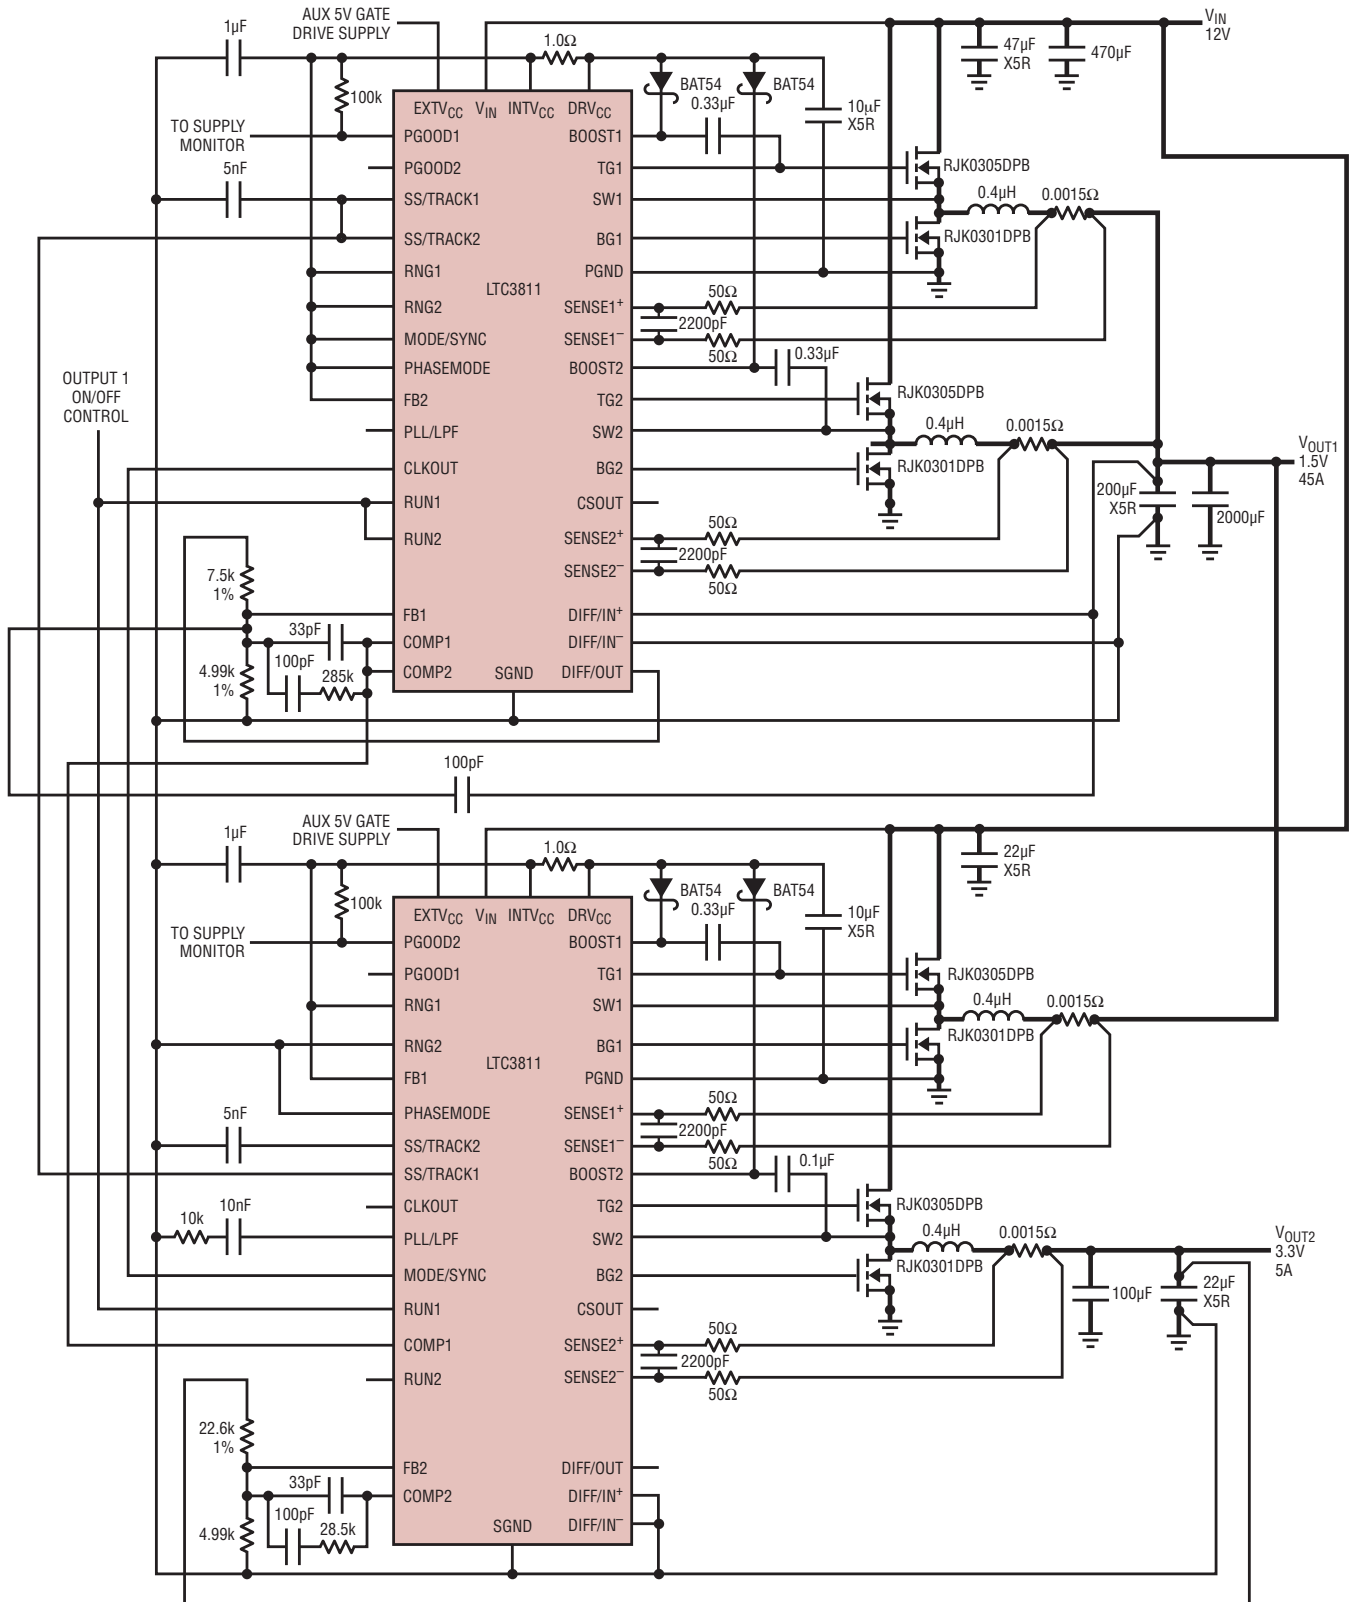 AUX 5V GATE
DRIVE SUPPLY
1µF
1.0Ω
VIN
12V
47µF
X5R
470µF
100k
BAT54
BAT54
0.33µF
10µF
X5R
EXTVCC
VIN
INTVCC
DRVCC
TO SUPPLY
MONITOR
PGOOD1
BOOST1
5nF
PGOOD2
TG1
RJK0305DPB
SS/TRACK1
SW1
0.4µH
0.0015Ω
SS/TRACK2
BG1
RJK0301DPB
RNG1
PGND
LTC3811
RNG2
SENSE1+
50Ω
2200pF
MODE/SYNC
SENSE1–
50Ω
PHASEMODE
BOOST2
0.33µF
OUTPUT 1
ON/OFF
CONTROL
FB2
TG2
RJK0305DPB
PLL/LPF
SW2
0.4µH
0.0015Ω
CLKOUT
BG2
RJK0301DPB
VOUT1
1.5V
45A
RUN1
CSOUT
200µF
X5R
2000µF
RUN2
SENSE2+
50Ω
2200pF
SENSE2–
50Ω
7.5k
1%
FB1
DIFF/IN+
33pF
COMP1
DIFF/IN–
100pF
285k
4.99k
1%
COMP2
SGND
DIFF/OUT
100pF
AUX 5V GATE
DRIVE SUPPLY
1µF
1.0Ω
22µF
X5R
100k
BAT54
BAT54
0.33µF
10µF
X5R
EXTVCC
VIN
INTVCC
DRVCC
TO SUPPLY
MONITOR
PGOOD2
BOOST1
PGOOD1
TG1
RJK0305DPB
RNG1
SW1
0.4µH
0.0015Ω
RNG2
BG1
RJK0301DPB
LTC3811
FB1
PGND
5nF
PHASEMODE
SENSE1+
50Ω
2200pF
SS/TRACK2
SENSE1–
50Ω
SS/TRACK1
BOOST2
0.1µF
10k
10nF
CLKOUT
TG2
RJK0305DPB
PLL/LPF
SW2
0.4µH
0.0015Ω
VOUT2
3.3V
5A
MODE/SYNC
BG2
RJK0301DPB
RUN1
CSOUT
100µF
22µF
X5R
COMP1
SENSE2+
50Ω
2200pF
RUN2
SENSE2–
50Ω
22.6k
1%
FB2
DIFF/OUT
33pF
COMP2
DIFF/IN+
100pF
28.5k
4.99k
SGND
DIFF/IN–